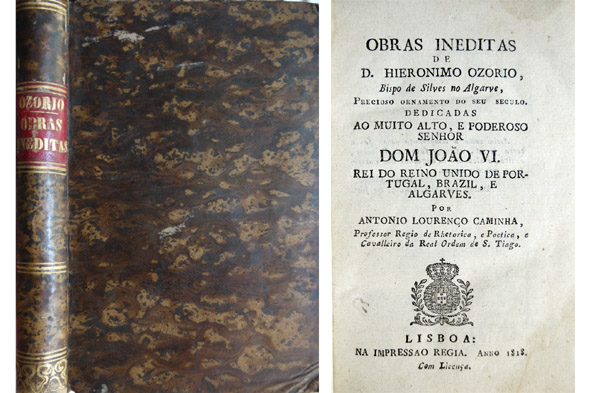 OZORIO
OBRAS
INEDITAS
OBRAS INEDITAS
DE
D. HIERONIMO OZORIO,
Bispo de Silves no Algarve,
PRECIOSO ORNAMENTO DO SEU SECULO.
DEDICADAS
AO MUITO ALTO, E PODEROSO
SENHOR
DOM JOÃO VI.
REI DO REINO UNIDO DE POR-
TUGAL, BRAZIL, E
ALGARVES.
POR
ANTONIO LOURENÇO CAMINHA,
Professor Regio de Rhetorica, e Poetica, e
Cavalleiro da Real Ordem de S. Tiago.
LISBOA:
NA IMPRESSAO REGIA. ANNO 1818.
Com Licença.